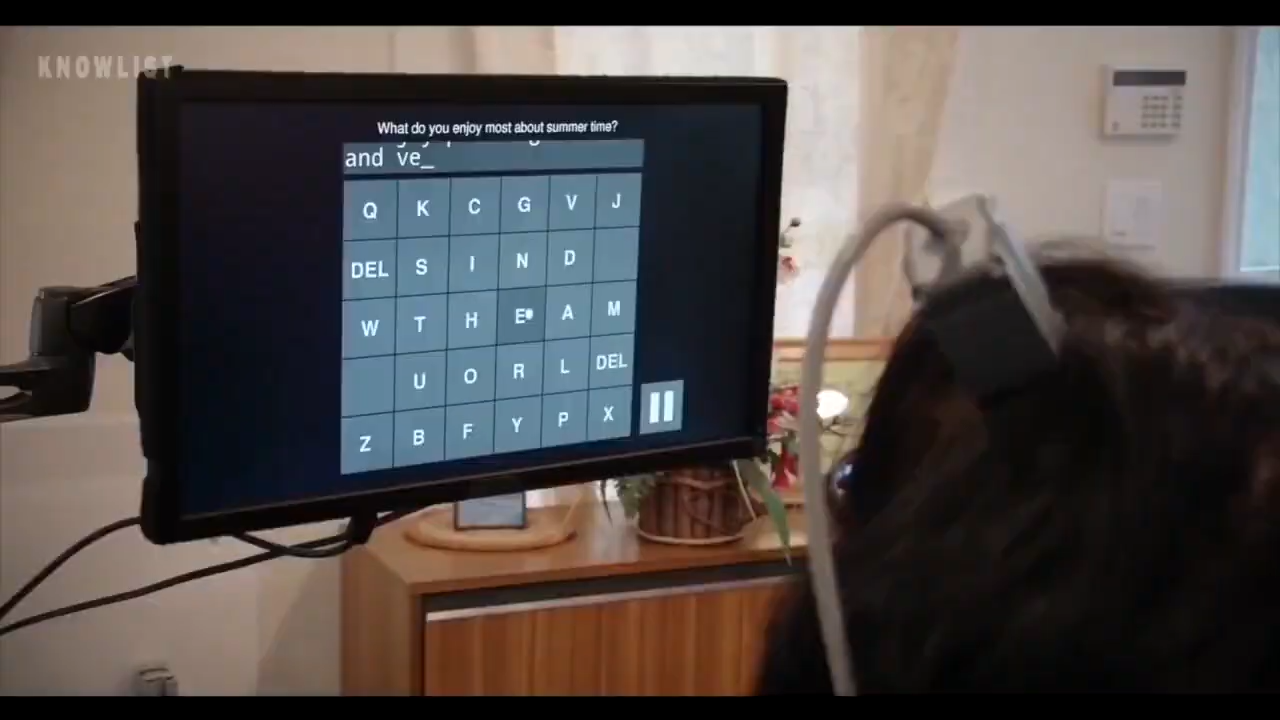 KNOWLIST
What do you enjoy most about summer time?
and ve_
Q K C G V J
DEL S I N D
W T H E A M
U O R L DEL
Z B F Y P X